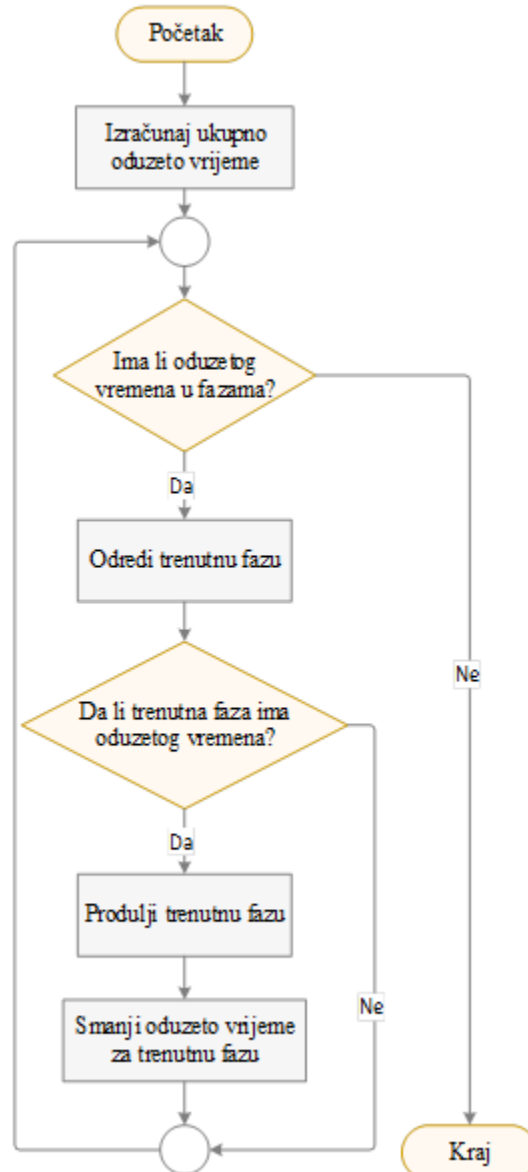 Početak
Izračunaj ukupno
oduzeto vrijeme
Ima li oduzetog
vremena u fazama?
Da
Odredi trenutnu fazu
Ne
Da li trenutna faza ima
oduzetog vremena?
Da
Produlji trenutnu fazu
Ne
Smanji oduzeto vrijeme
za trenutnu fazu
Kraj